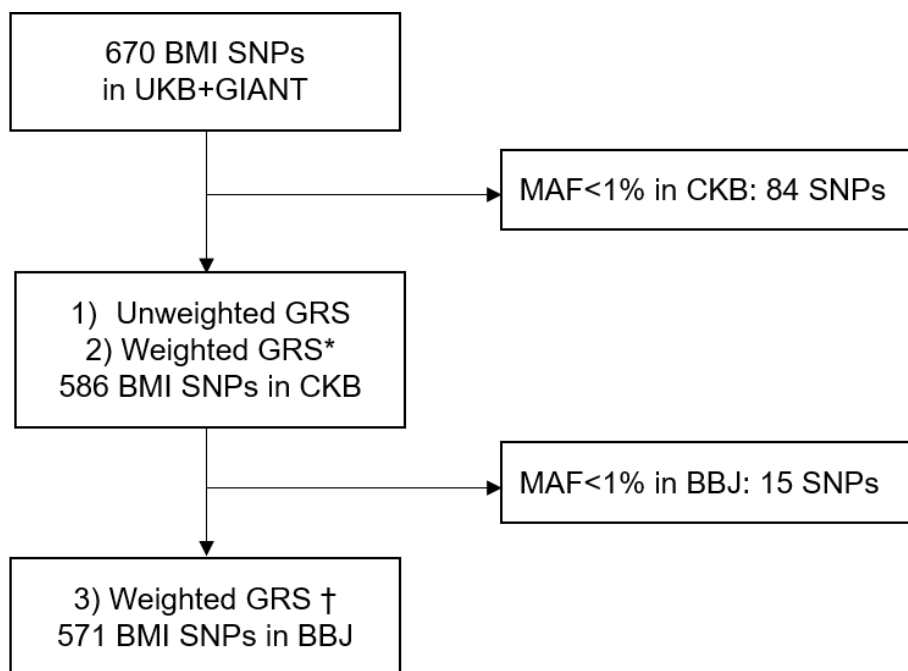 670 BMI SNPs
in UKB+GIANT
MAF<1% in CKB: 84 SNPs
1) Unweighted GRS
2) Weighted GRS*
586 BMI SNPs in CKB
MAF<1% in BBJ: 15 SNPs
3) Weighted GRS †
571 BMI SNPs in BBJ